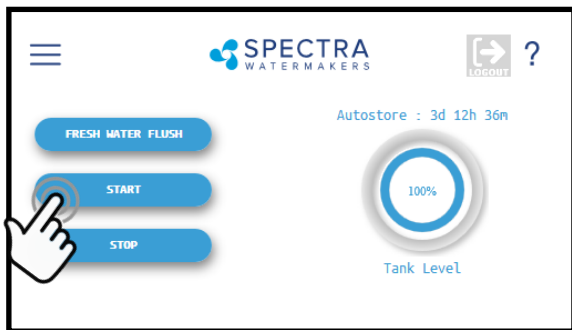 SPECTRA
WATERMAKERS
LOGOUT
?
Autostore : 3d 12h 36m
FRESH WATER FLUSH
START
100%
STOP
Tank Level